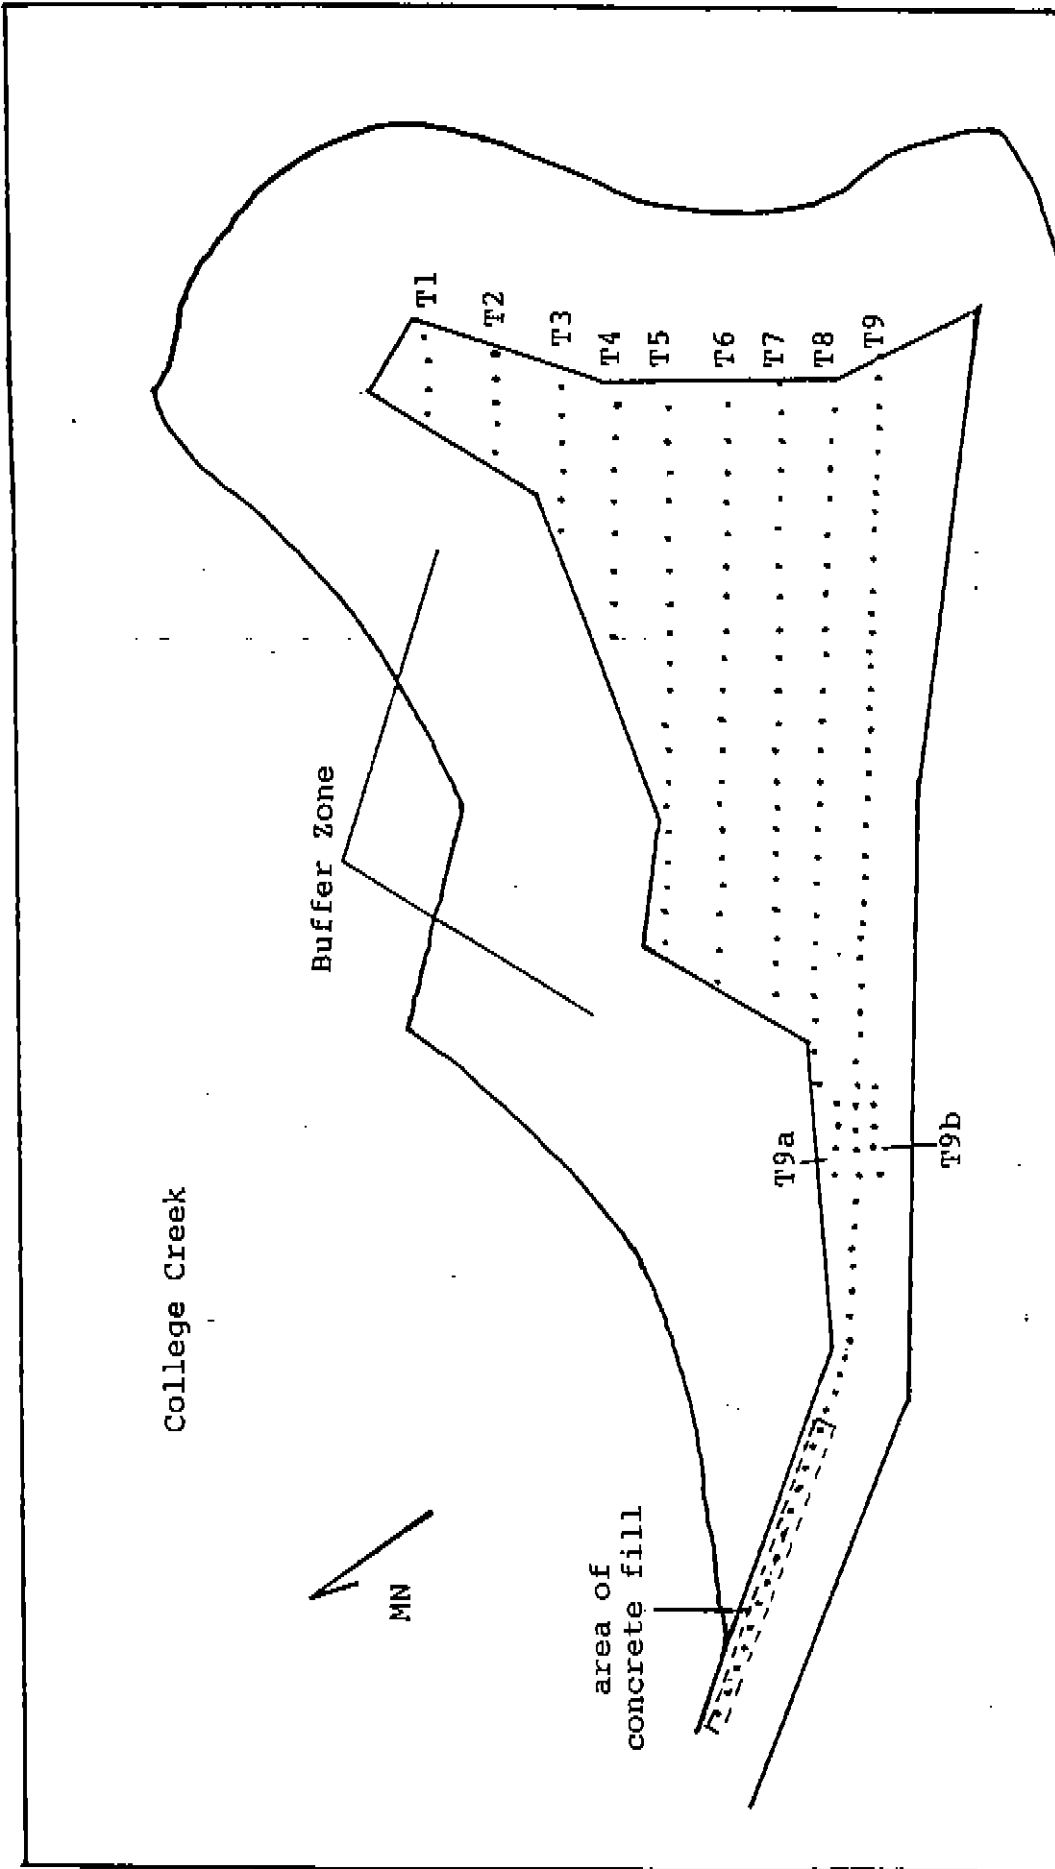 College Creek
MN
Buffer Zone
area of
concrete fill
T1
T2
T3
T4
T5
T6
T7
T8
T9
T9a
T9b